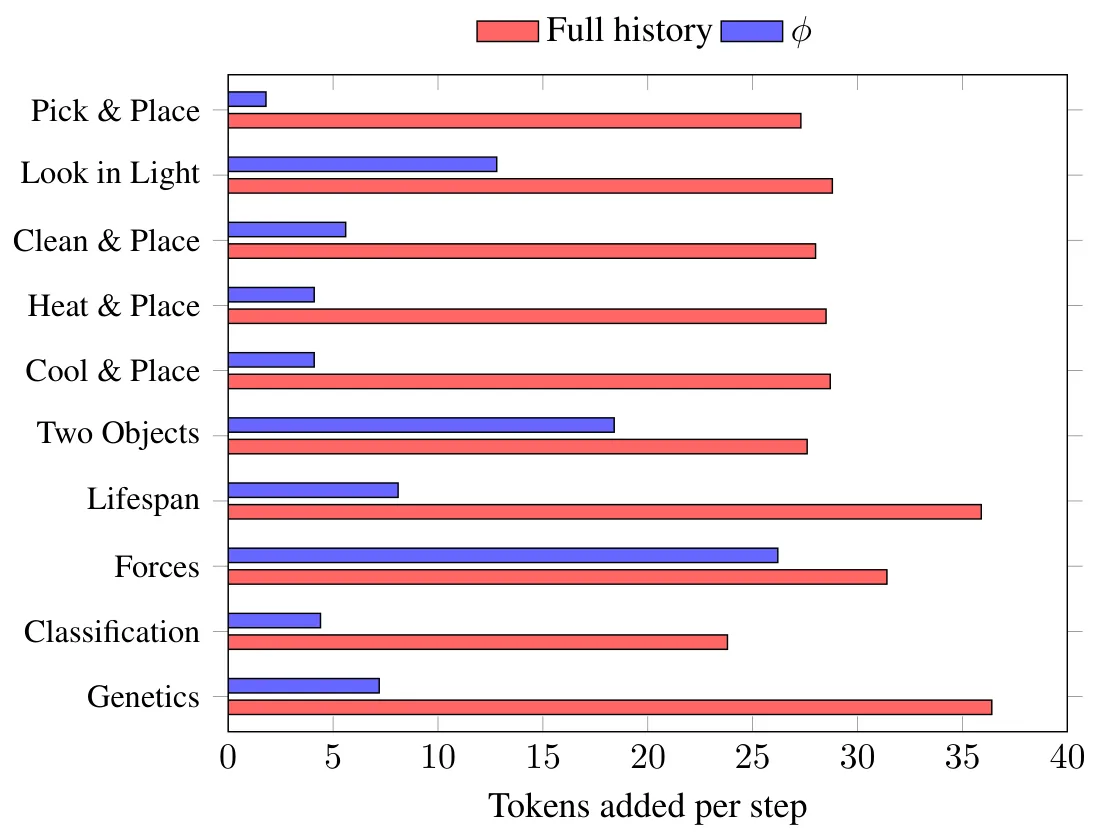 Full history ϕ
Pick & Place
Look in Light
Clean & Place
Heat & Place
Cool & Place
Two Objects
Lifespan
Forces
Classification
Genetics
0 5 10 15 20 25 30 35 40
Tokens added per step